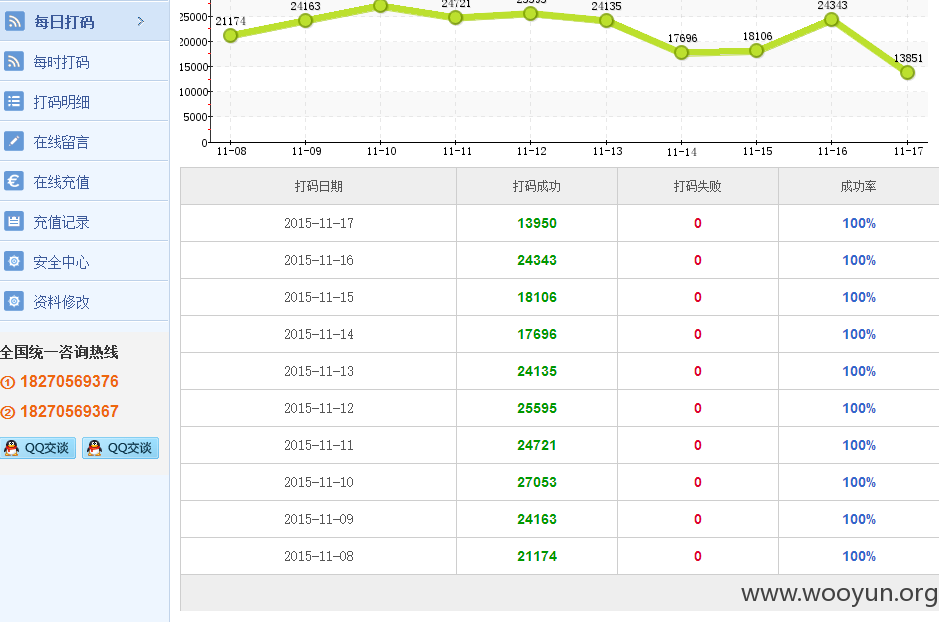 每日打码
每时打码
打码明细
在线留言
在线充值
充值记录
安全中心
资料修改
全国统一咨询热线
① 18270569376
② 18270569367
QQ交谈 QQ交谈
24163 24721 24135 24343
21174 17696 18106 13851
25000
20000
15000
10000
5000
0
11-08 11-09 11-10 11-11 11-12 11-13 11-14 11-15 11-16 11-17
打码日期 打码成功 打码失败 成功率
2015-11-17 13950 0 100%
2015-11-16 24343 0 100%
2015-11-15 18106 0 100%
2015-11-14 17696 0 100%
2015-11-13 24135 0 100%
2015-11-12 25595 0 100%
2015-11-11 24721 0 100%
2015-11-10 27053 0 100%
2015-11-09 24163 0 100%
2015-11-08 21174 0 100%
www.wooyun.org